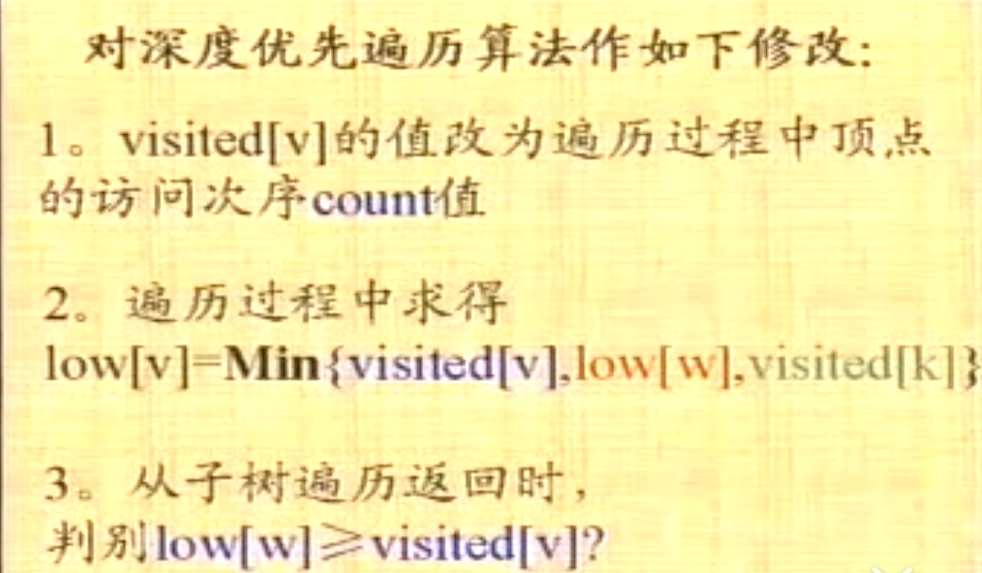 对深度优先遍历算法作如下修改:
1。visited[v]的值改为遍历过程中顶点
的访问次序count值
2。遍历过程中求得
low[v]=Min{visited[v],low[w],visited[k]}
3。从子树遍历返回时,
判别low[w]≥visited[v]?